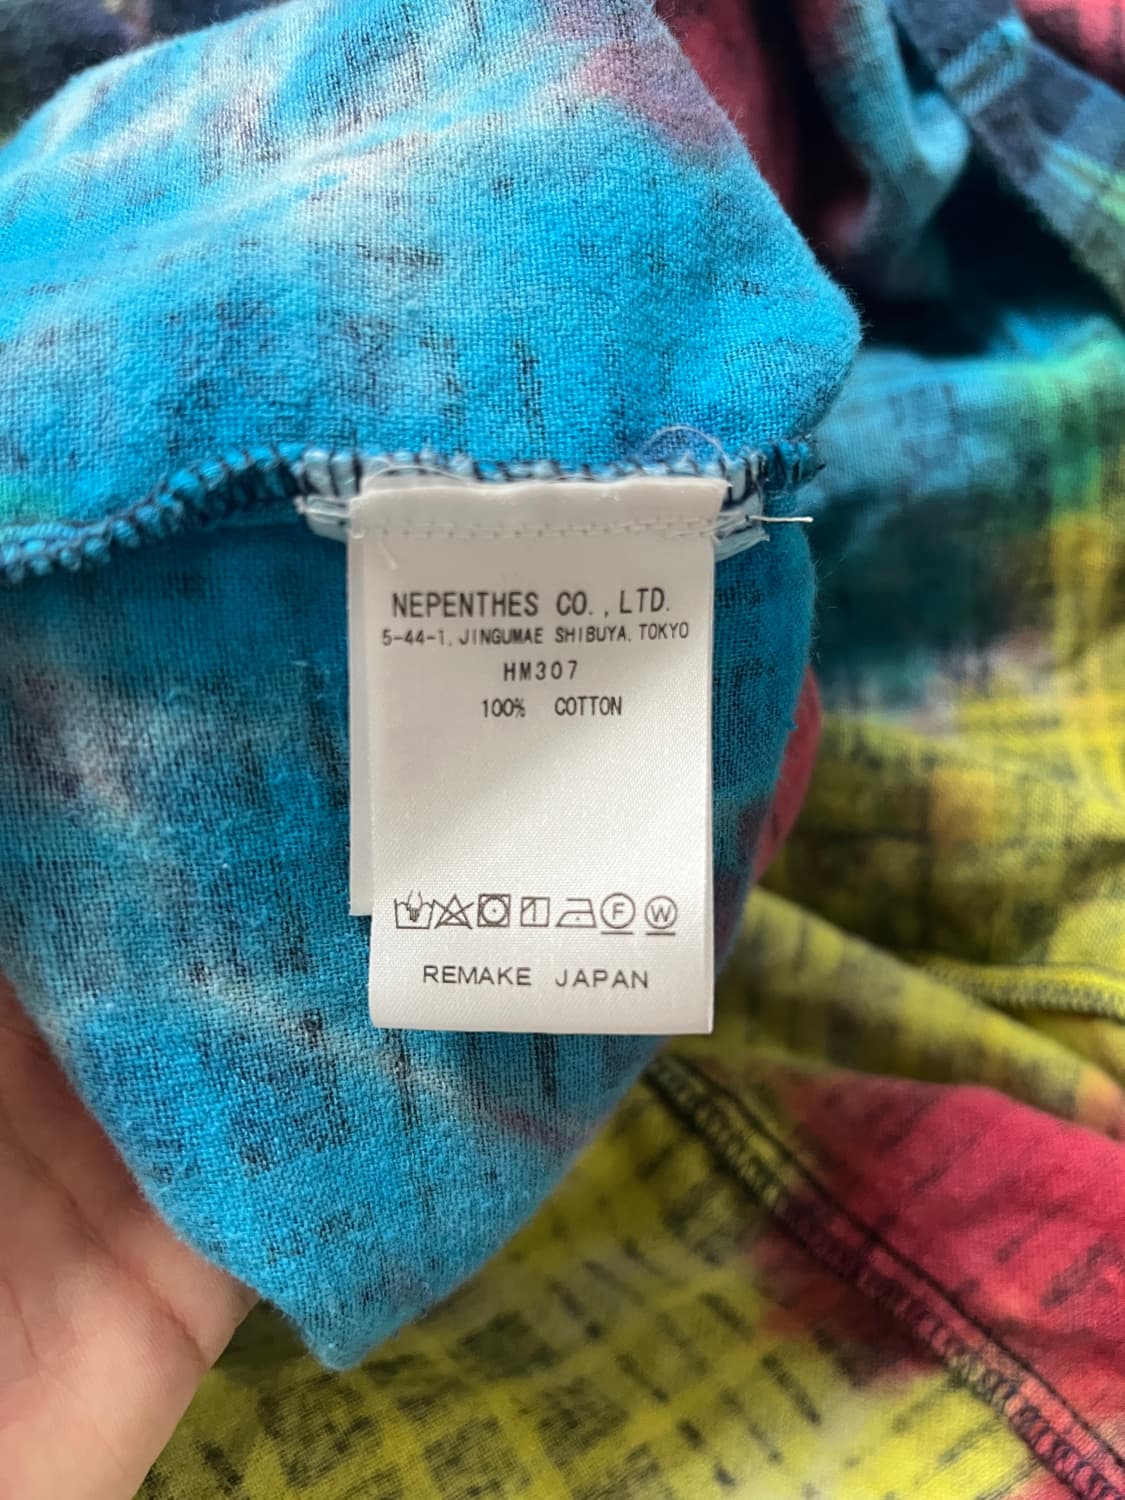 NEPENTHES CO.,LTD.
5-44-1, JINGUMAE SHIBUYA. TOKYO
HM307
100% COTTON
F W
REMAKE JAPAN